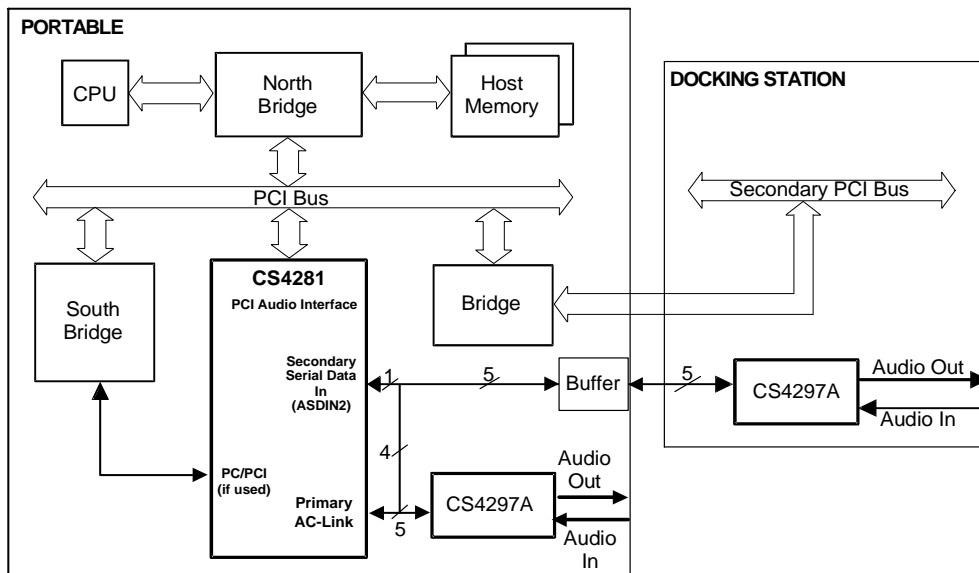 PORTABLE
CPU
North
Bridge
Host
Memory
PCI Bus
South
Bridge
CS4281
PCI Audio Interface
Secondary
Serial Data
In
(ASDIN2)
PC/PCI
(if used)
Primary
AC-Link
Bridge
1
5
Buffer
4
5
CS4297A
Audio
Out
Audio
In
DOCKING STATION
Secondary PCI Bus
5
CS4297A
Audio Out
Audio In